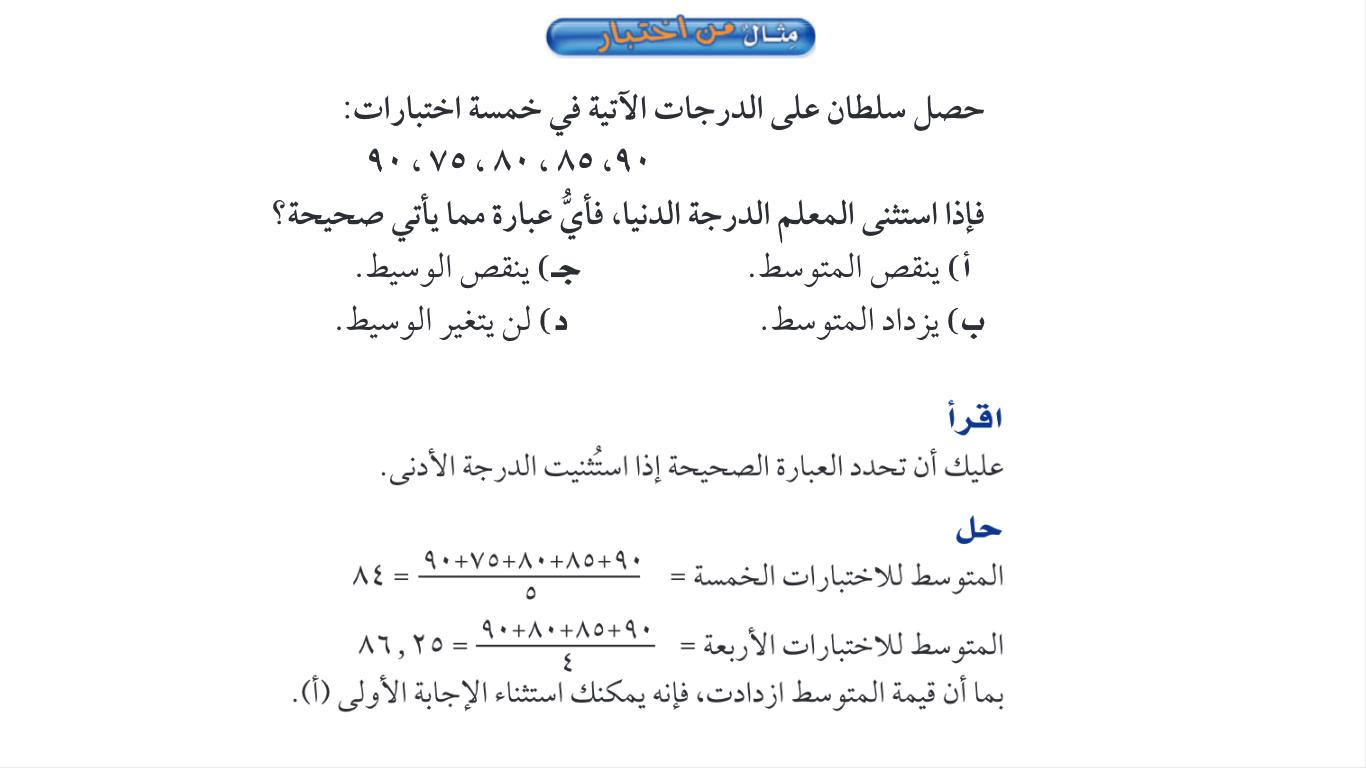 مِثـالٌ من اختبار
حصل سلطان على الدرجات الآتية في خمسة اختبارات:
٩٠، ٨٥ ، ٨٠ ، ٧٥ ، ٩٠
فإذا استثنى المعلم الدرجة الدنيا، فأيُّ عبارة مما يأتي صحيحة؟
أ) ينقص المتوسط. جـ) ينقص الوسيط.
ب) يزداد المتوسط. د) لن يتغير الوسيط.
اقرأ
عليك أن تحدد العبارة الصحيحة إذا استُثنيت الدرجة الأدنى.
حل
المتوسط للاختبارات الخمسة = ٩٠+٨٥+٨٠+٧٥+٩٠ / ٥ = ٨٤
المتوسط للاختبارات الأربعة = ٩٠+٨٥+٨٠+٩٠ / ٤ = ٨٦,٢٥
بما أن قيمة المتوسط ازدادت، فإنه يمكنك استثناء الإجابة الأولى (أ).